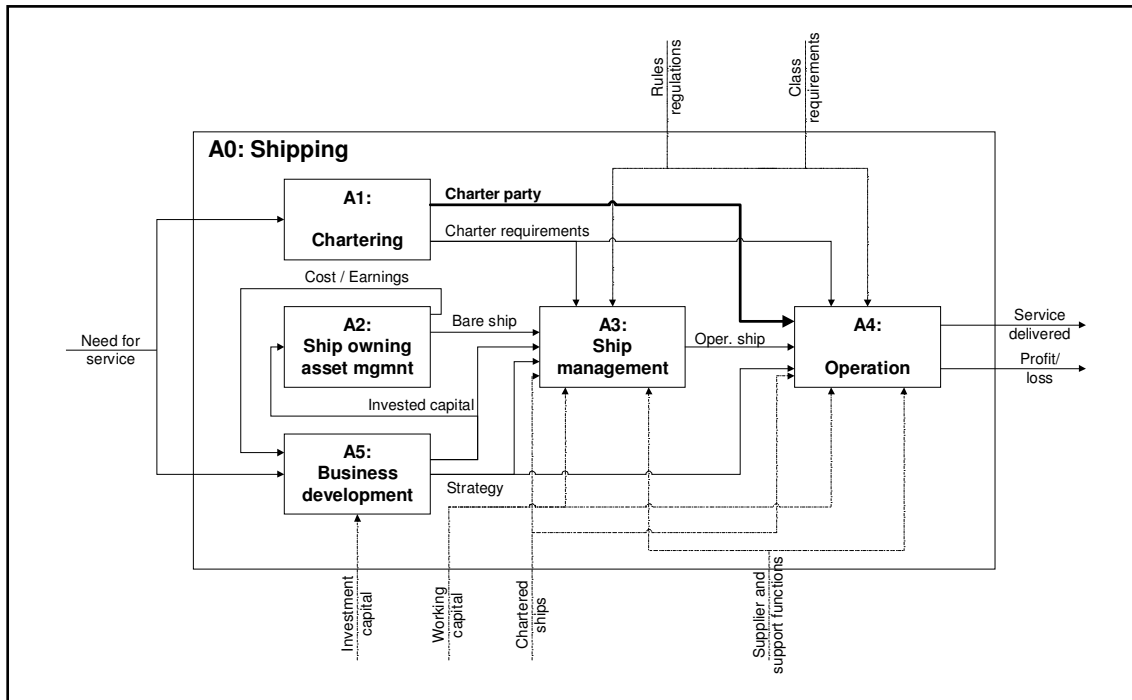 Rules
regulations
Class
requirements
A0: Shipping
A1:
Chartering
Charter party
Charter requirements
Cost / Earnings
A2:
Ship owning
asset mgmnt
Bare ship
A3:
Ship
management
Oper. ship
A4:
Operation
Service
delivered
Profit/
loss
Need for
service
Invested capital
A5:
Business
development
Strategy
Investment
capital
Working
capital
Chartered
ships
Supplier and
support functions